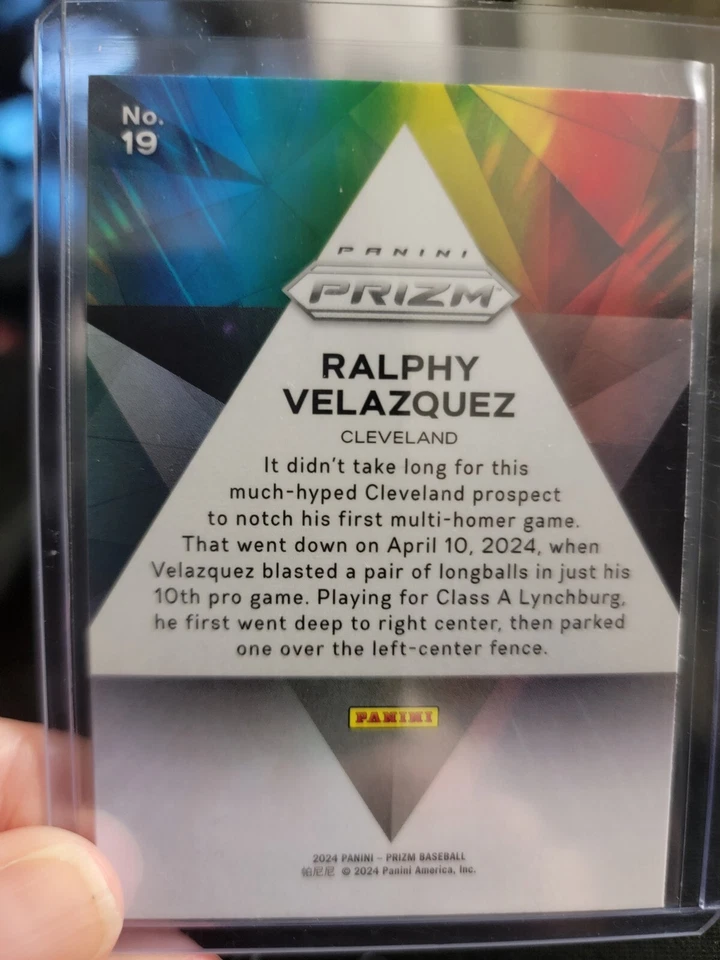 No.
19
PANINI
PRIZM
RALPHY
VELAZQUEZ
CLEVELAND
It didn't take long for this
much-hyped Cleveland prospect
to notch his first multi-homer game.
That went down on April 10, 2024, when
Velazquez blasted a pair of longballs in just his
10th pro game. Playing for Class A Lynchburg,
he first went deep to right center, then parked
one over the left-center fence.
PANINI
2024 PANINI – PRIZM BASEBALL
帕尼尼 © 2024 Panini America, Inc.